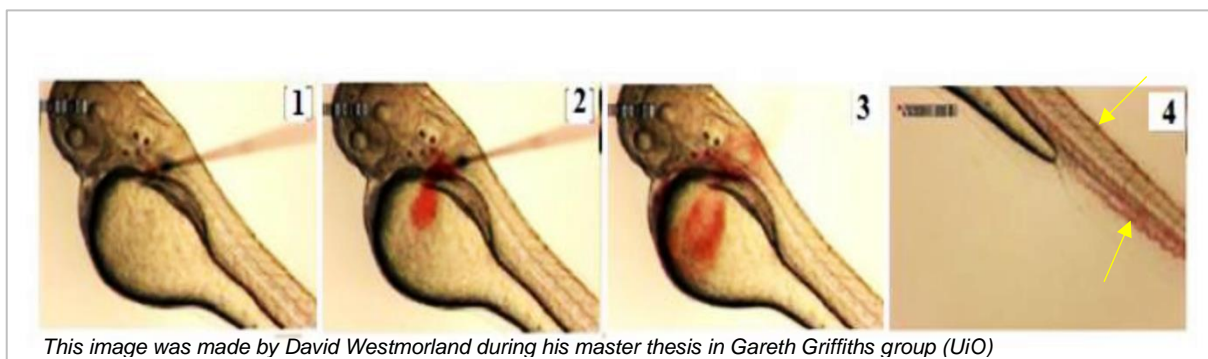 [1]
[2]
3
4
This image was made by David Westmorland during his master thesis in Gareth Griffiths group (UiO)